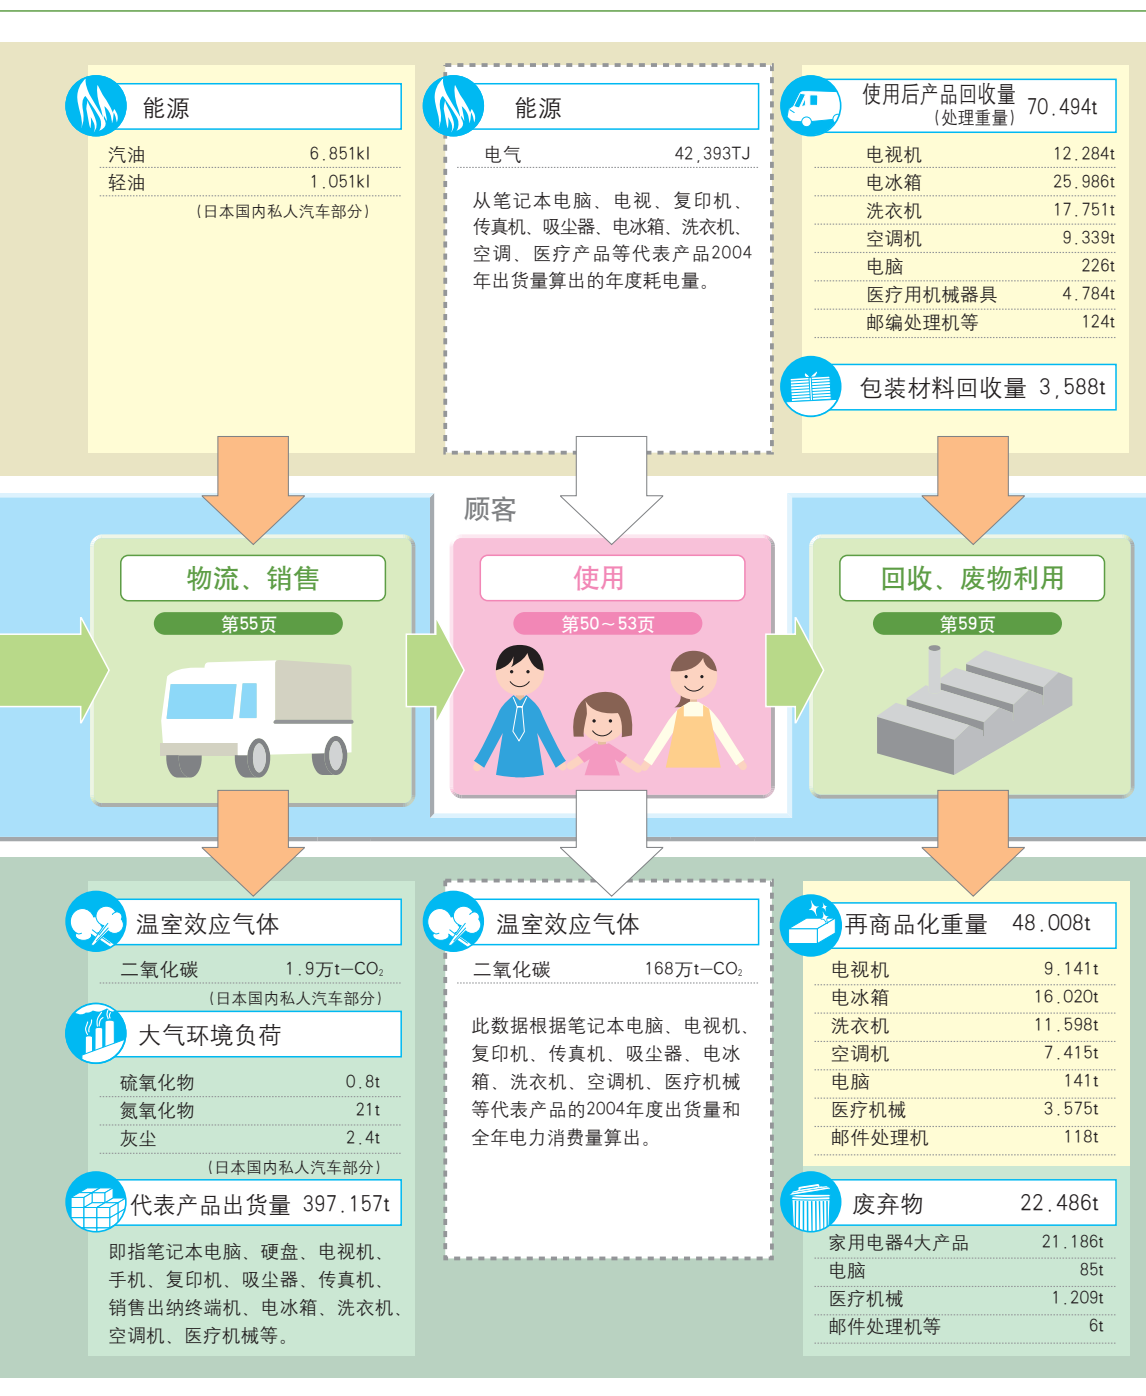 能源
汽油 6.851kl
轻油 1.051kl
(日本国内私人汽车部分)
能源
电气 42,393TJ
从笔记本电脑、电视、复印机、
传真机、吸尘器、电冰箱、洗衣机、
空调、医疗产品等代表产品2004
年出货量算出的年度耗电量。
使用后产品回收量 70.494t
(处理重量)
电视机 12.284t
电冰箱 25.986t
洗衣机 17.751t
空调机 9.339t
电脑 226t
医疗用机械器具 4.784t
邮编处理机等 124t
包装材料回收量 3,588t
顾客
物流、销售
第55页
使用
第50~53页
回收、废物利用
第59页
温室效应气体
二氧化碳 1.9万t-CO₂
(日本国内私人汽车部分)
大气环境负荷
硫氧化物 0.8t
氮氧化物 21t
灰尘 2.4t
(日本国内私人汽车部分)
代表产品出货量 397.157t
即指笔记本电脑、硬盘、电视机、
手机、复印机、吸尘器、传真机、
销售出纳终端机、电冰箱、洗衣机、
空调机、医疗机械等。
温室效应气体
二氧化碳 168万t-CO₂
此数据根据笔记本电脑、电视机、
复印机、传真机、吸尘器、电冰
箱、洗衣机、空调机、医疗机械
等代表产品的2004年度出货量和
全年电力消费量算出。
再商品化重量 48.008t
电视机 9.141t
电冰箱 16.020t
洗衣机 11.598t
空调机 7.415t
电脑 141t
医疗机械 3.575t
邮件处理机 118t
废弃物 22.486t
家用电器4大产品 21.186t
电脑 85t
医疗机械 1.209t
邮件处理机等 6t